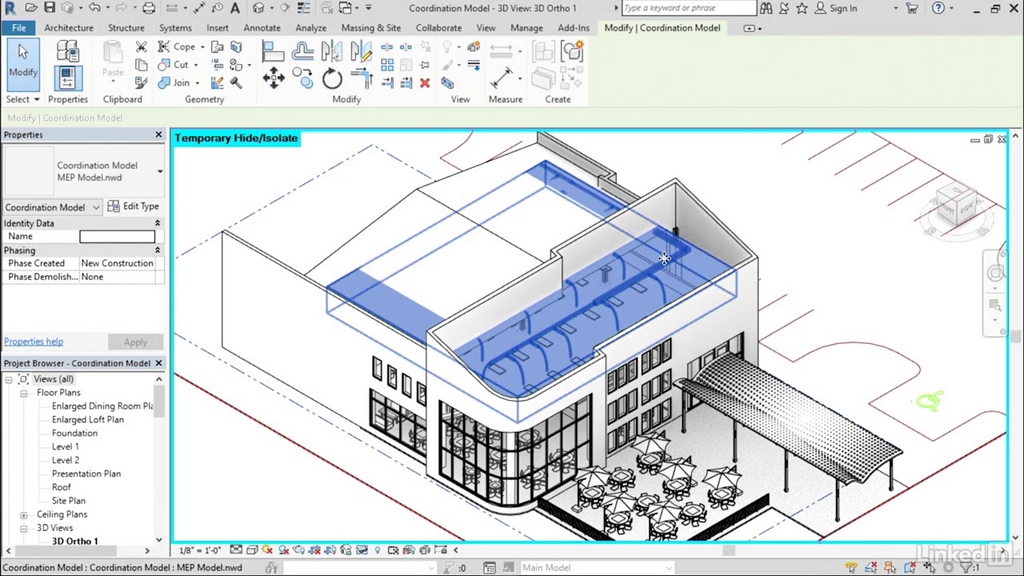 Coordination Model - 3D View: 3D Ortho 1
Type a keyword or phrase
Sign In
File
Architecture
Structure
Systems
Insert
Annotate
Analyze
Massing & Site
Collaborate
View
Manage
Add-Ins
Modify | Coordination Model
Modify
Paste
Cope
Cut
Join
Select
Properties
Clipboard
Geometry
Modify
View
Measure
Create
Modify | Coordination Model
Properties
Coordination Model
MEP Model.nwd
Coordination Model
Edit Type
Identity Data
Name
Phasing
Phase Created
New Construction
Phase Demolish...
None
Properties help
Apply
Project Browser - Coordination Model
Views (all)
Floor Plans
Enlarged Dining Room Pla
Enlarged Loft Plan
Foundation
Level 1
Level 2
Presentation Plan
Roof
Site Plan
Ceiling Plans
3D Views
3D Ortho 1
Temporary Hide/Isolate
1/8" = 1'-0"
Coordination Model : Coordination Model : MEP Model.nwd
:0
Main Model
:1
Linked in